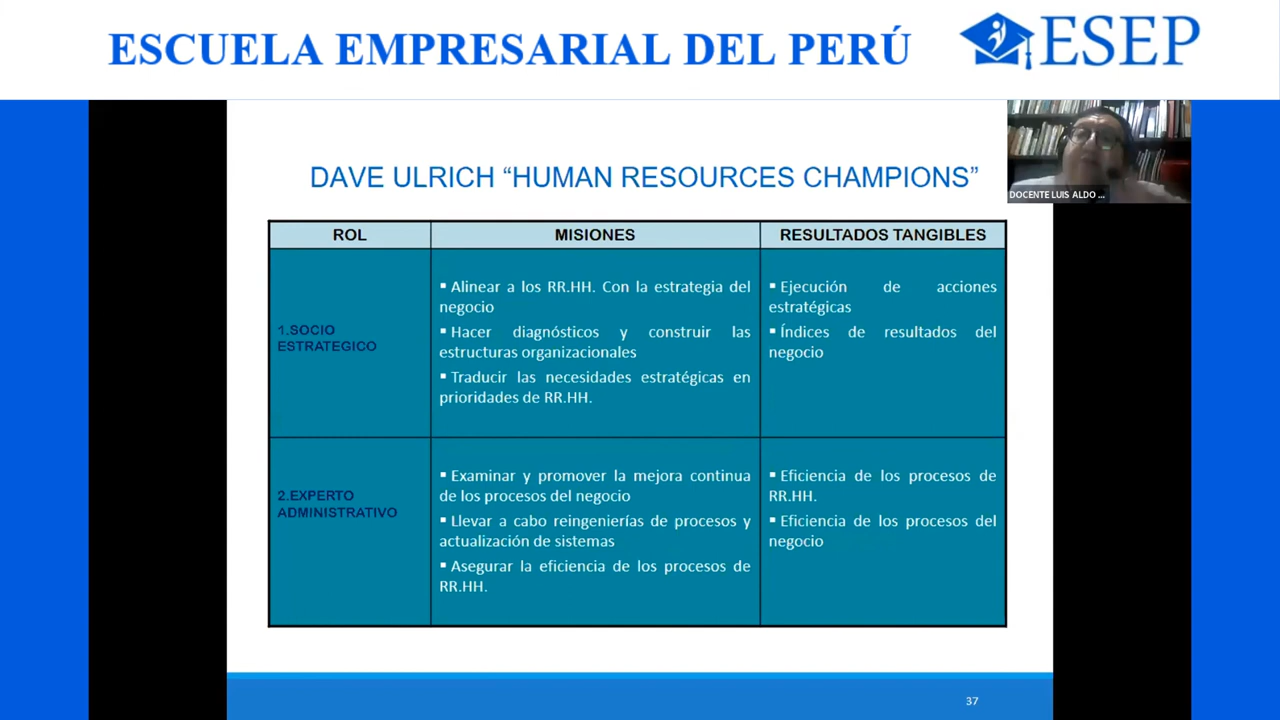 ESCUELA EMPRESARIAL DEL PERÚ
ESEP
DOCENTE LUIS ALDO ...
DAVE ULRICH “HUMAN RESOURCES CHAMPIONS”
ROL
MISIONES
RESULTADOS TANGIBLES
1.SOCIO
ESTRATEGICO
▪Alinear a los RR.HH. Con la estrategia del
negocio
▪Hacer diagnósticos y construir las
estructuras organizacionales
▪Traducir las necesidades estratégicas en
prioridades de RR.HH.
▪Ejecución de acciones
estratégicas
▪Índices de resultados del
negocio
2.EXPERTO
ADMINISTRATIVO
▪Examinar y promover la mejora continua
de los procesos del negocio
▪Llevar a cabo reingenierías de procesos y
actualización de sistemas
▪Asegurar la eficiencia de los procesos de
RR.HH.
▪Eficiencia de los procesos de
RR.HH.
▪Eficiencia de los procesos del
negocio
37